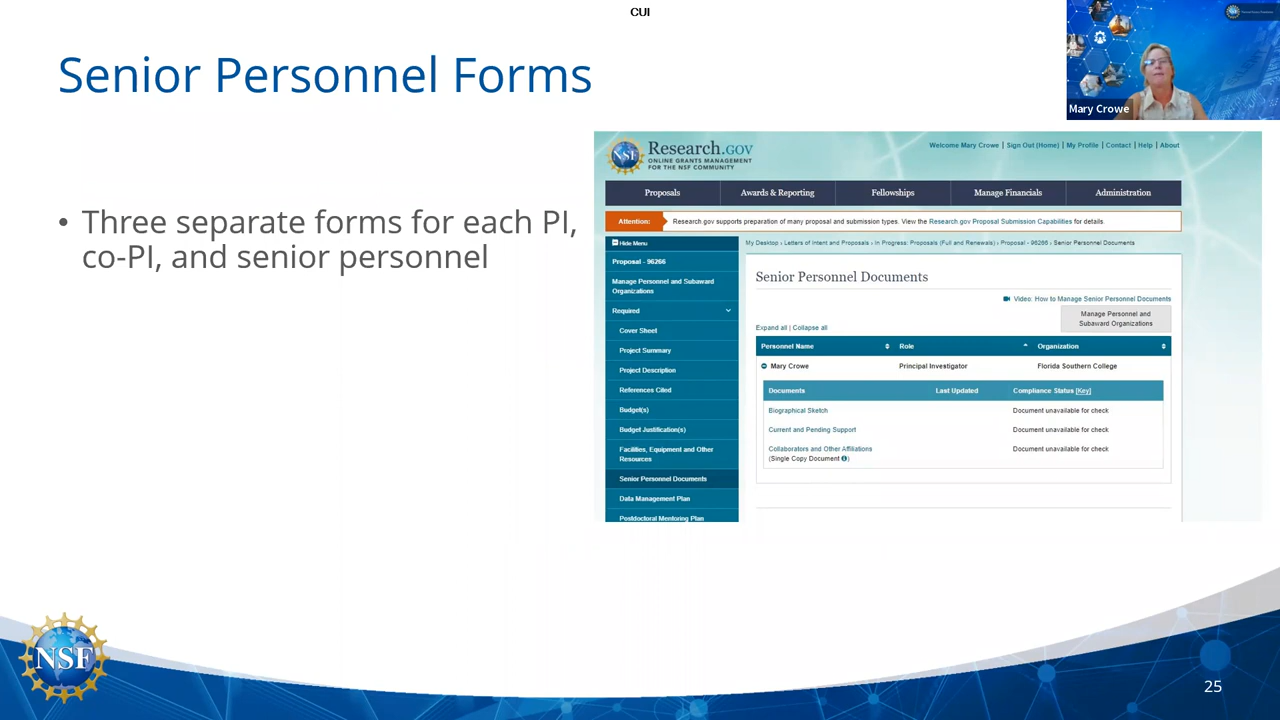 CUI
Senior Personnel Forms
Mary Crowe
• Three separate forms for each PI,
co-PI, and senior personnel
NSF
Research.gov
ONLINE GRANTS MANAGEMENT
FOR THE NSF COMMUNITY
Welcome Mary Crowe | Sign Out (Home) | My Profile | Contact | Help | About
Proposals Awards & Reporting Fellowships Manage Financials Administration
Attention: Research.gov supports preparation of many proposal and submission types. View the Research.gov Proposal Submission Capabilities for details.
Hide Menu
Proposal - 96266
Manage Personnel and Subaward
Organizations
Required
Cover Sheet
Project Summary
Project Description
References Cited
Budget(s)
Budget Justification(s)
Facilities, Equipment and Other
Resources
Senior Personnel Documents
Data Management Plan
Postdoctoral Mentoring Plan
My Desktop › Letters of Intent and Proposals › In Progress: Proposals (Full and Renewals) › Proposal - 96266 › Senior Personnel Documents
Senior Personnel Documents
Video: How to Manage Senior Personnel Documents
Manage Personnel and
Subaward Organizations
Expand all | Collapse all
Personnel Name Role Organization
Mary Crowe Principal Investigator Florida Southern College
Documents Last Updated Compliance Status [Key]
Biographical Sketch Document unavailable for check
Current and Pending Support Document unavailable for check
Collaborators and Other Affiliations Document unavailable for check
(Single Copy Document)
NSF
25